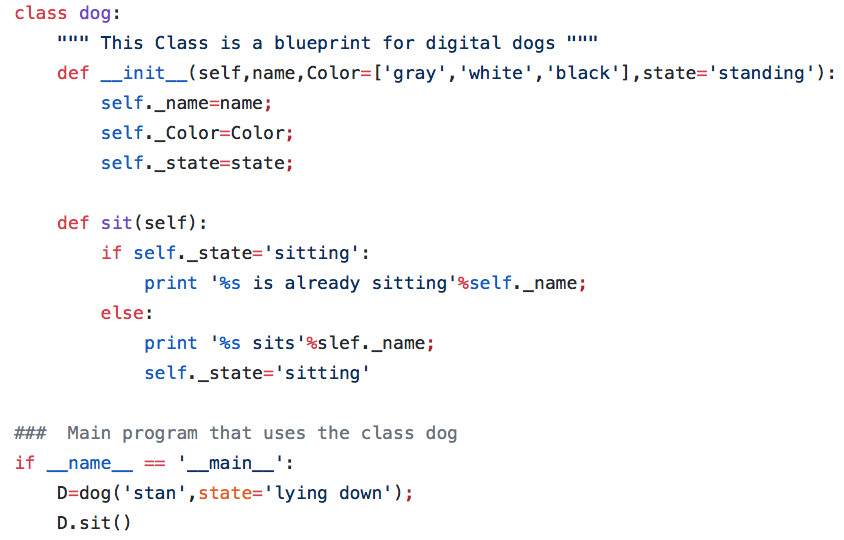 class dog:
    """ This Class is a blueprint for digital dogs """
    def __init__(self,name,Color=['gray','white','black'],state='standing'):
        self._name=name;
        self._Color=Color;
        self._state=state;

    def sit(self):
        if self._state='sitting':
            print '%s is already sitting'%self._name;
        else:
            print '%s sits'%slef._name;
            self._state='sitting'

###  Main program that uses the class dog
if __name__ == '__main__':
    D=dog('stan',state='lying down');
    D.sit()